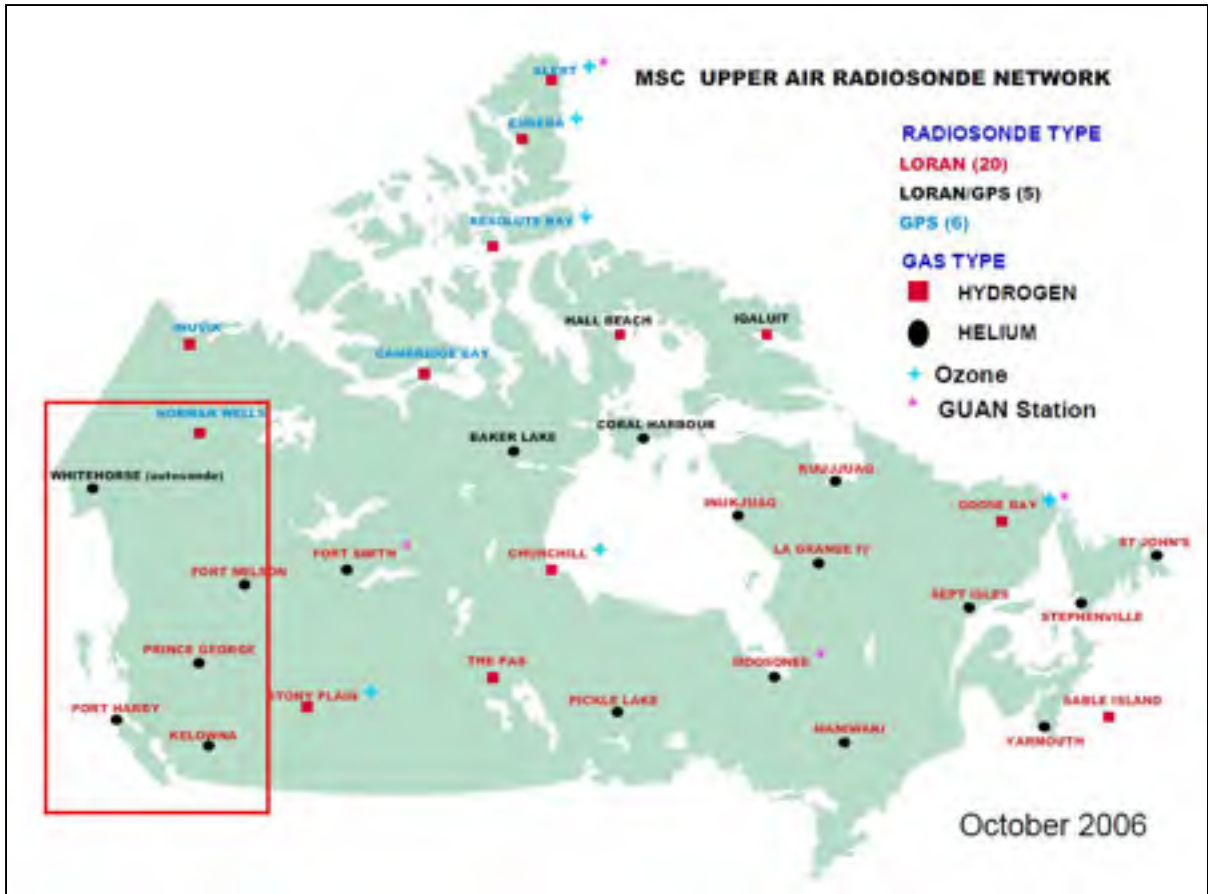 ALERT
MSC UPPER AIR RADIOSONDE NETWORK
EUREKA
RADIOSONDE TYPE
LORAN (20)
LORAN/GPS (5)
RESOLUTE BAY
GPS (6)
GAS TYPE
HYDROGEN
HALL BEACH
IQALUIT
INUVIK
HELIUM
CAMBRIDGE BAY
Ozone
GUAN Station
NORMAN WELLS
CORAL HARBOUR
BAKER LAKE
WHITEHORSE (autosonde)
KUUJJUAQ
INUKJUAQ
GOOSE BAY
FORT SMITH
CHURCHILL
LA GRANDE IV
ST JOHN'S
FORT NELSON
SEPT IGLES
STEPHENVILLE
PRINCE GEORGE
THE PAS
MOOSONEE
STONY PLAIN
PICKLE LAKE
SABLE ISLAND
PORT HARDY
KELOWNA
MANIWAKI
YARMOUTH
October 2006